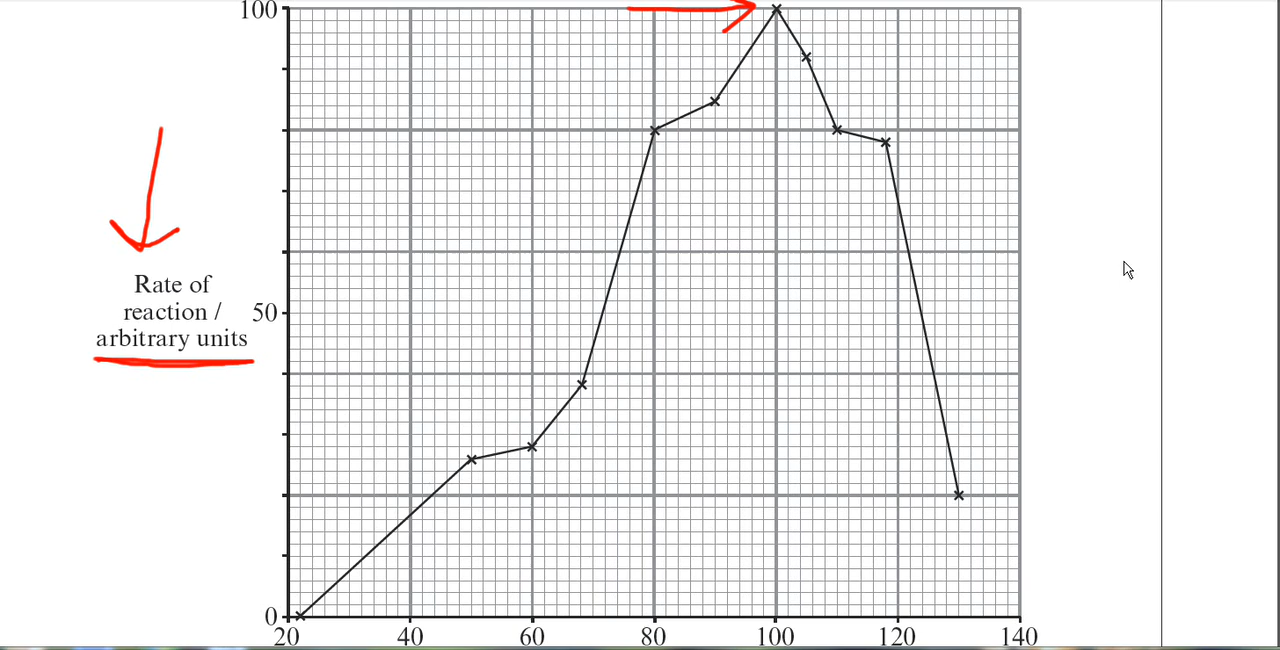 100
Rate of
reaction /
arbitrary units
50
0
20 40 60 80 100 120 140